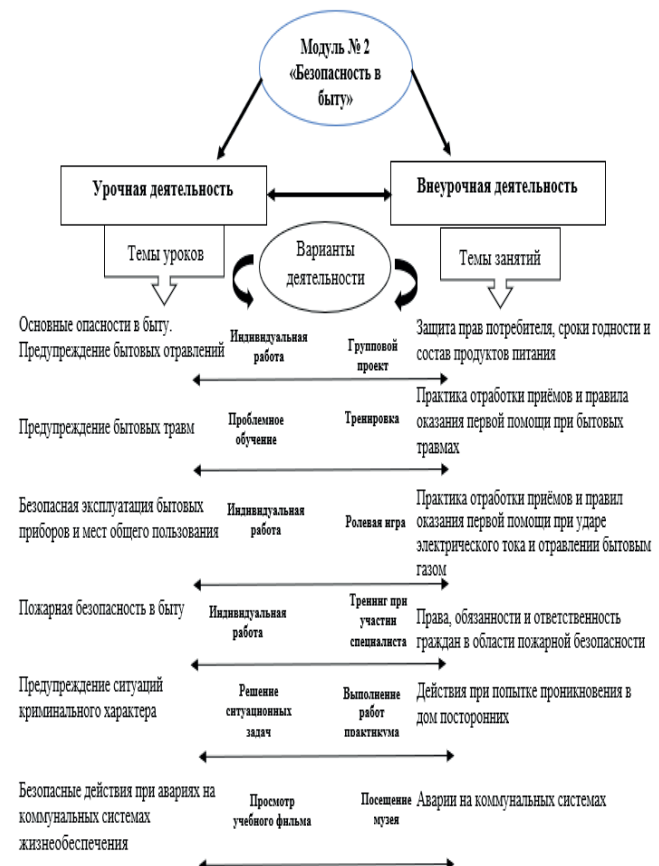 Модуль № 2
«Безопасность в
быту»
Урочная деятельность
Внеурочная деятельность
Темы уроков
Варианты
деятельности
Темы занятий
Основные опасности в быту.
Предупреждение бытовых отравлений
Индивидуальная
работа
Групповой
проект
Защита прав потребителя, сроки годности и
состав продуктов питания
Предупреждение бытовых травм
Проблемное
обучение
Тренировка
Практика отработки приёмов и правила
оказания первой помощи при бытовых
травмах
Безопасная эксплуатация бытовых
приборов и мест общего пользования
Индивидуальная
работа
Ролевая игра
Практика отработки приёмов и правил
оказания первой помощи при ударе
электрического тока и отравлении бытовым
газом
Пожарная безопасность в быту
Индивидуальная
работа
Тренинг при
участии
специалиста
Права, обязанности и ответственность
граждан в области пожарной безопасности
Предупреждение ситуаций
криминального характера
Решение
ситуационных
задач
Выполнение
работ
практикума
Действия при попытке проникновения в
дом посторонних
Безопасные действия при авариях на
коммунальных системах
жизнеобеспечения
Просмотр
учебного фильма
Посещение
музея
Аварии на коммунальных системах